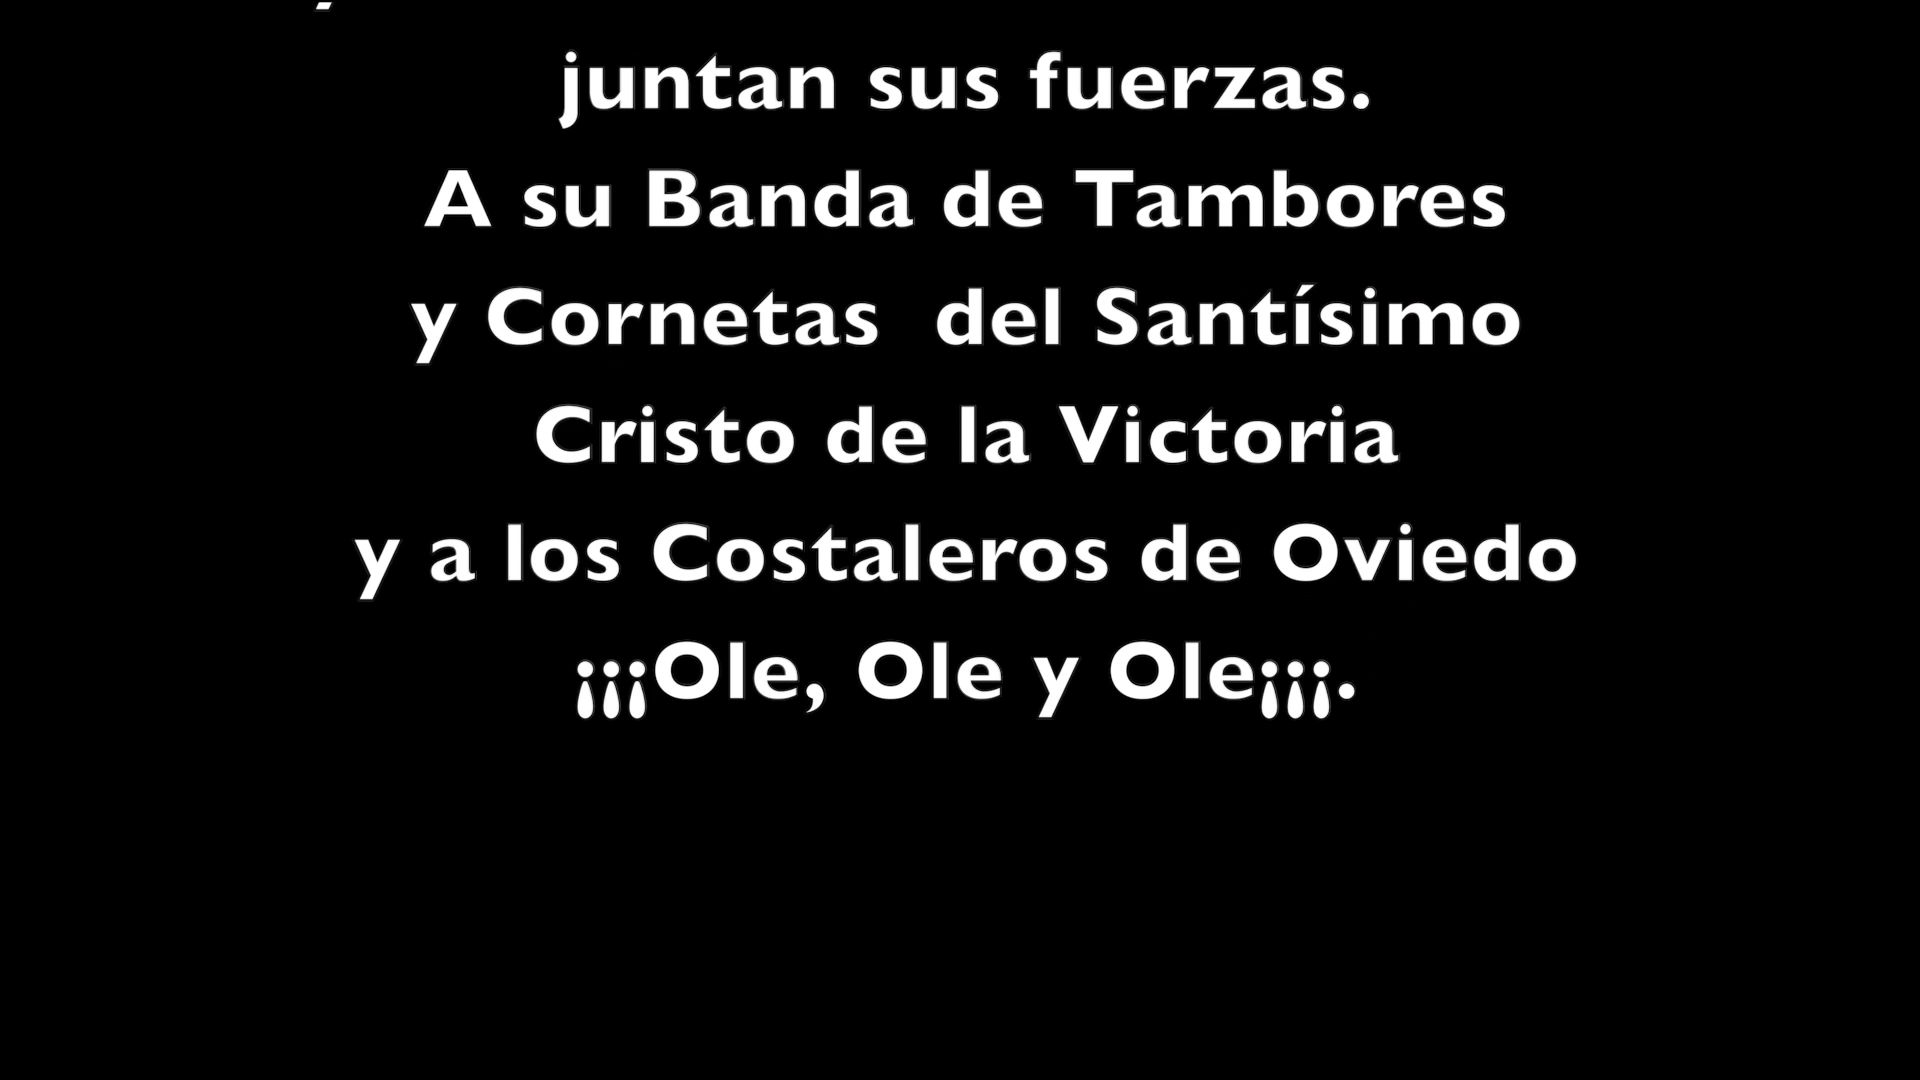 juntan sus fuerzas.
A su Banda de Tambores
y Cornetas  del Santísimo
Cristo de la Victoria
y a los Costaleros de Oviedo
¡¡¡Ole, Ole y Ole¡¡¡.